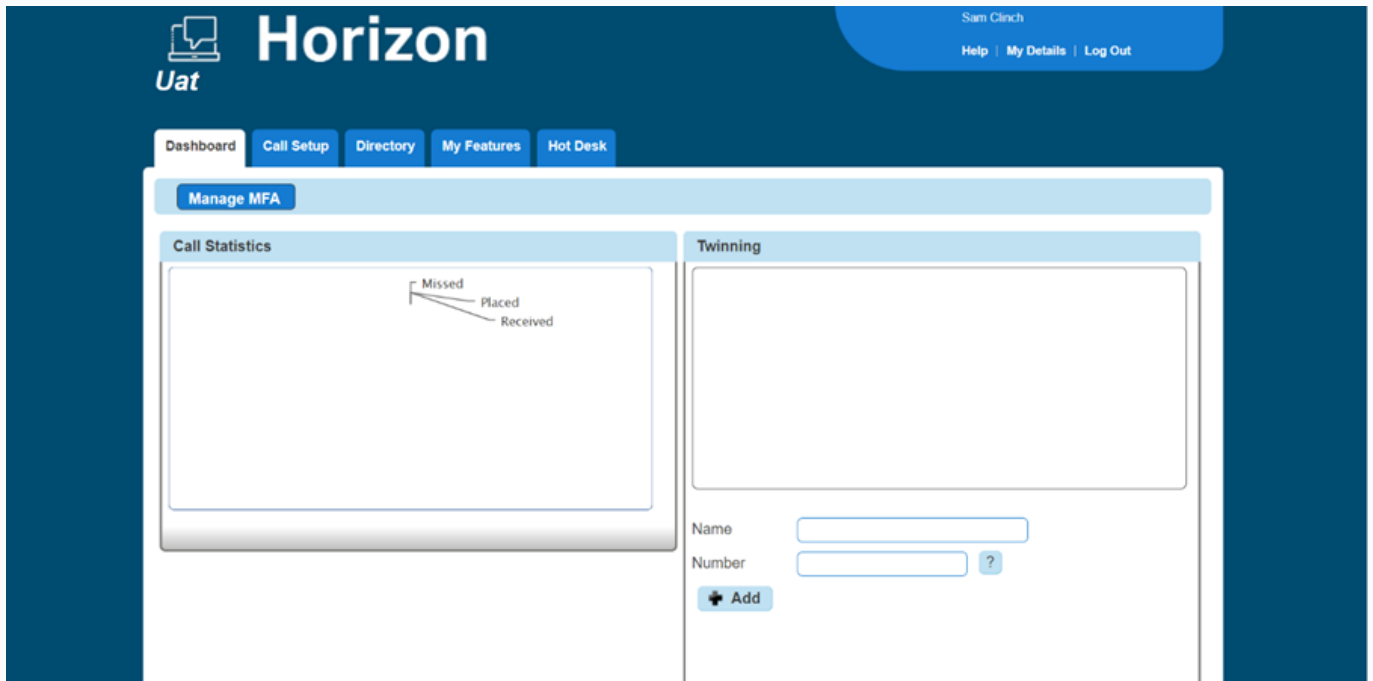 Horizon
Uat
Sam Clinch
Help | My Details | Log Out
Dashboard
Call Setup
Directory
My Features
Hot Desk
Manage MFA
Call Statistics
Missed
Placed
Received
Twinning
Name
Number
?
Add